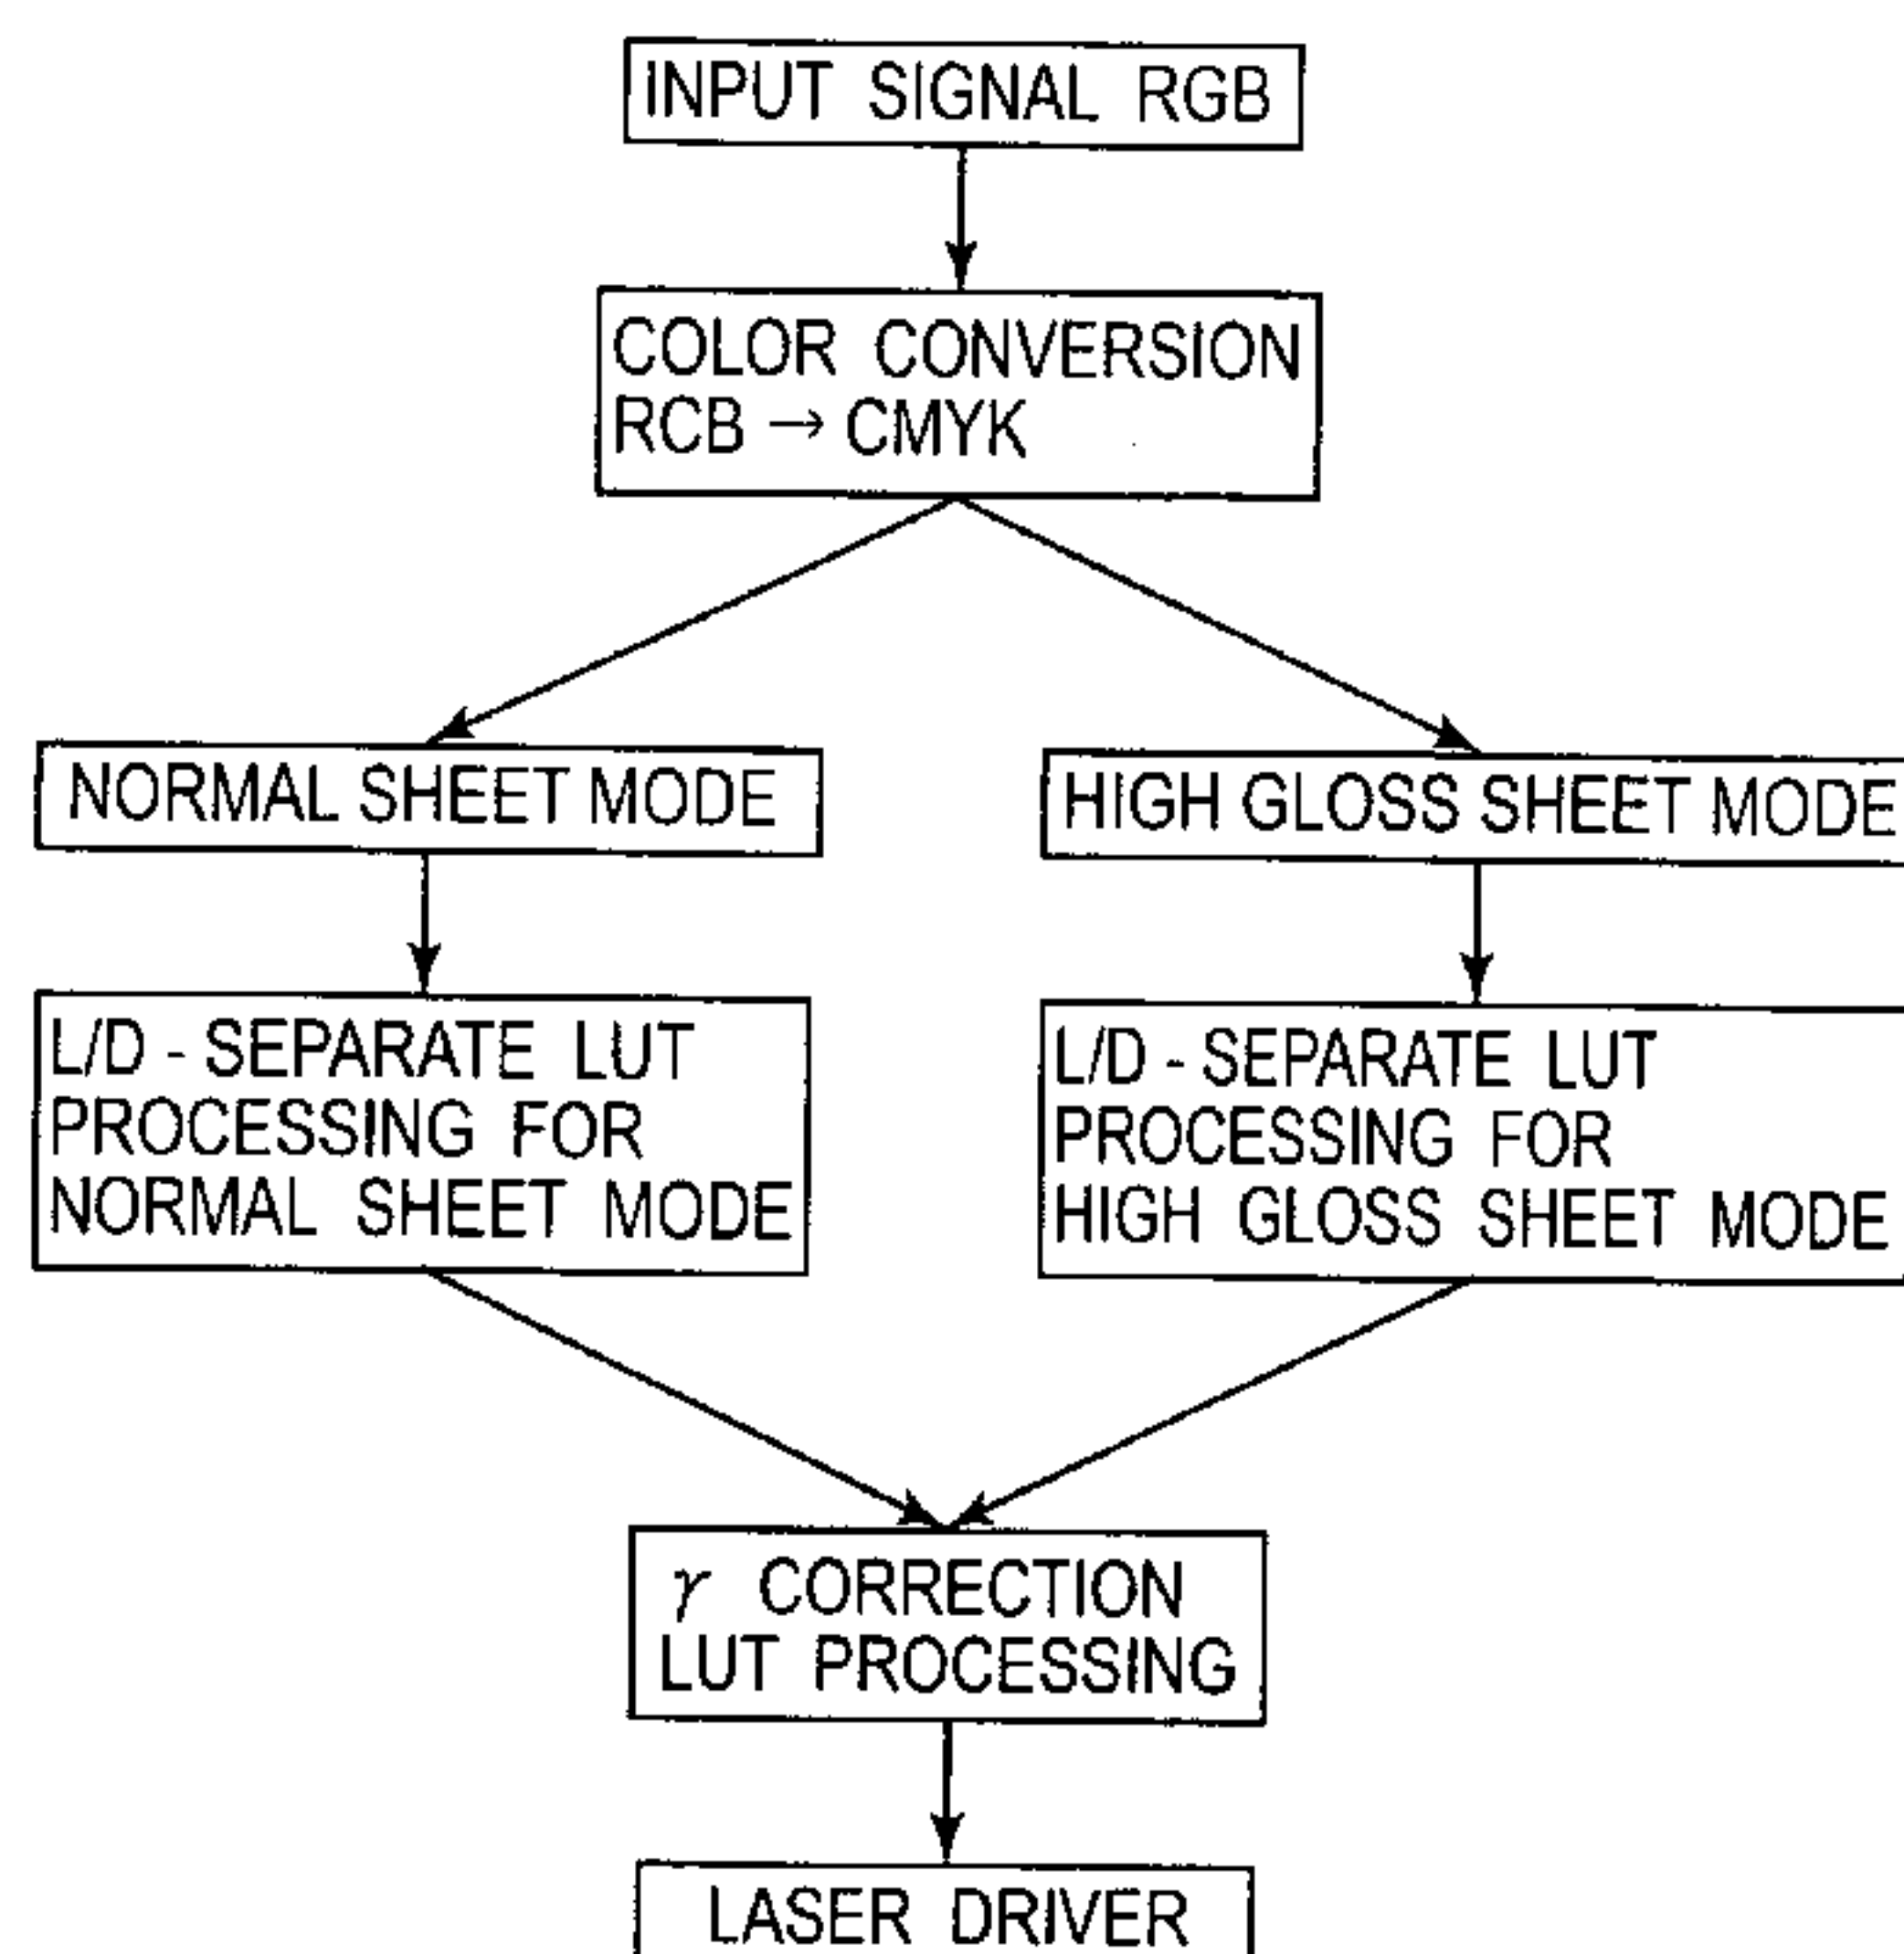 INPUT SIGNAL RGB
COLOR CONVERSION
RCB → CMYK
NORMAL SHEET MODE
HIGH GLOSS SHEET MODE
L/D - SEPARATE LUT
PROCESSING FOR
NORMAL SHEET MODE
L/D - SEPARATE LUT
PROCESSING FOR
HIGH GLOSS SHEET MODE
γ CORRECTION
LUT PROCESSING
LASER DRIVER